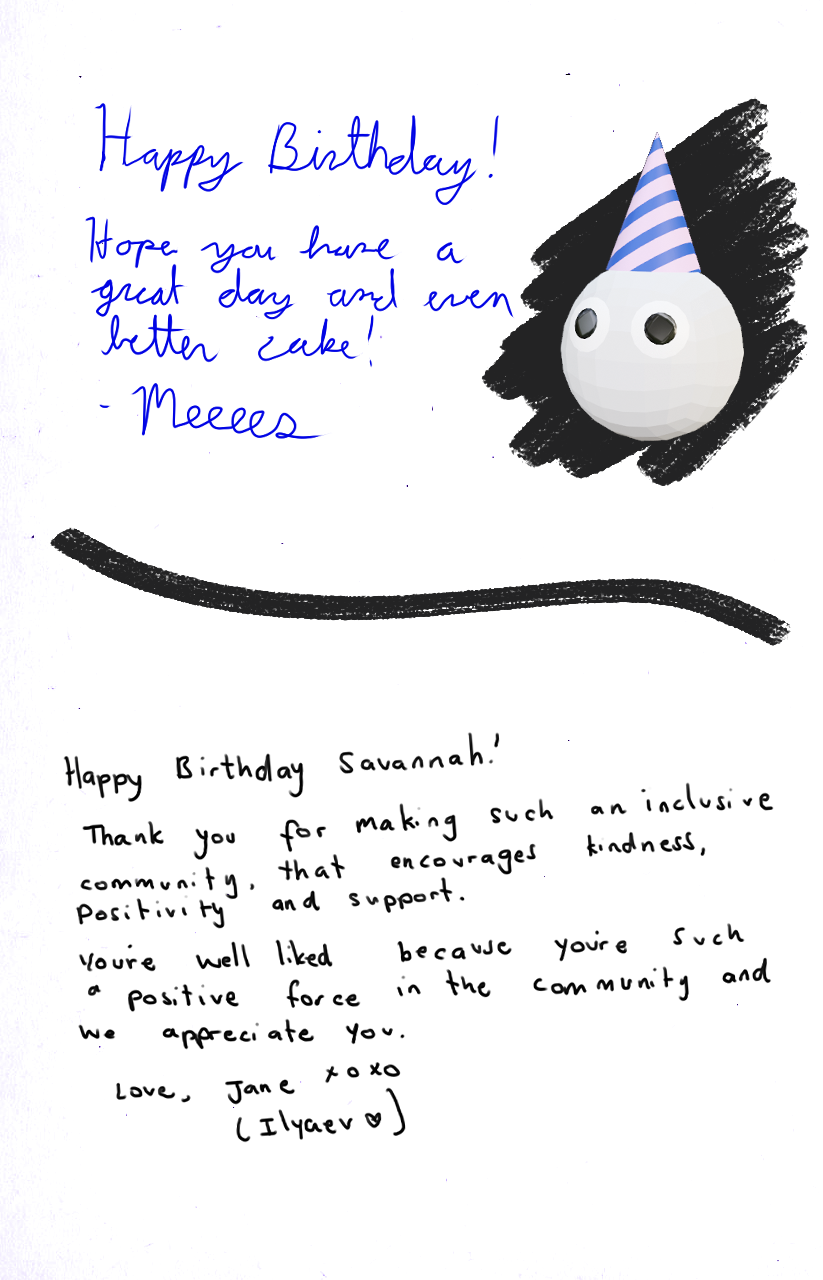 Happy Birthday!
Hope you have a
great day and even
better cake!
- Meeees
Happy Birthday Savannah!
Thank you for making such an inclusive
community, that encourages kindness,
Positivity and support.
You're well liked because you're such
a positive force in the community and
we appreciate you.
Love, Jane xoxo
(Ilyaev ♥)